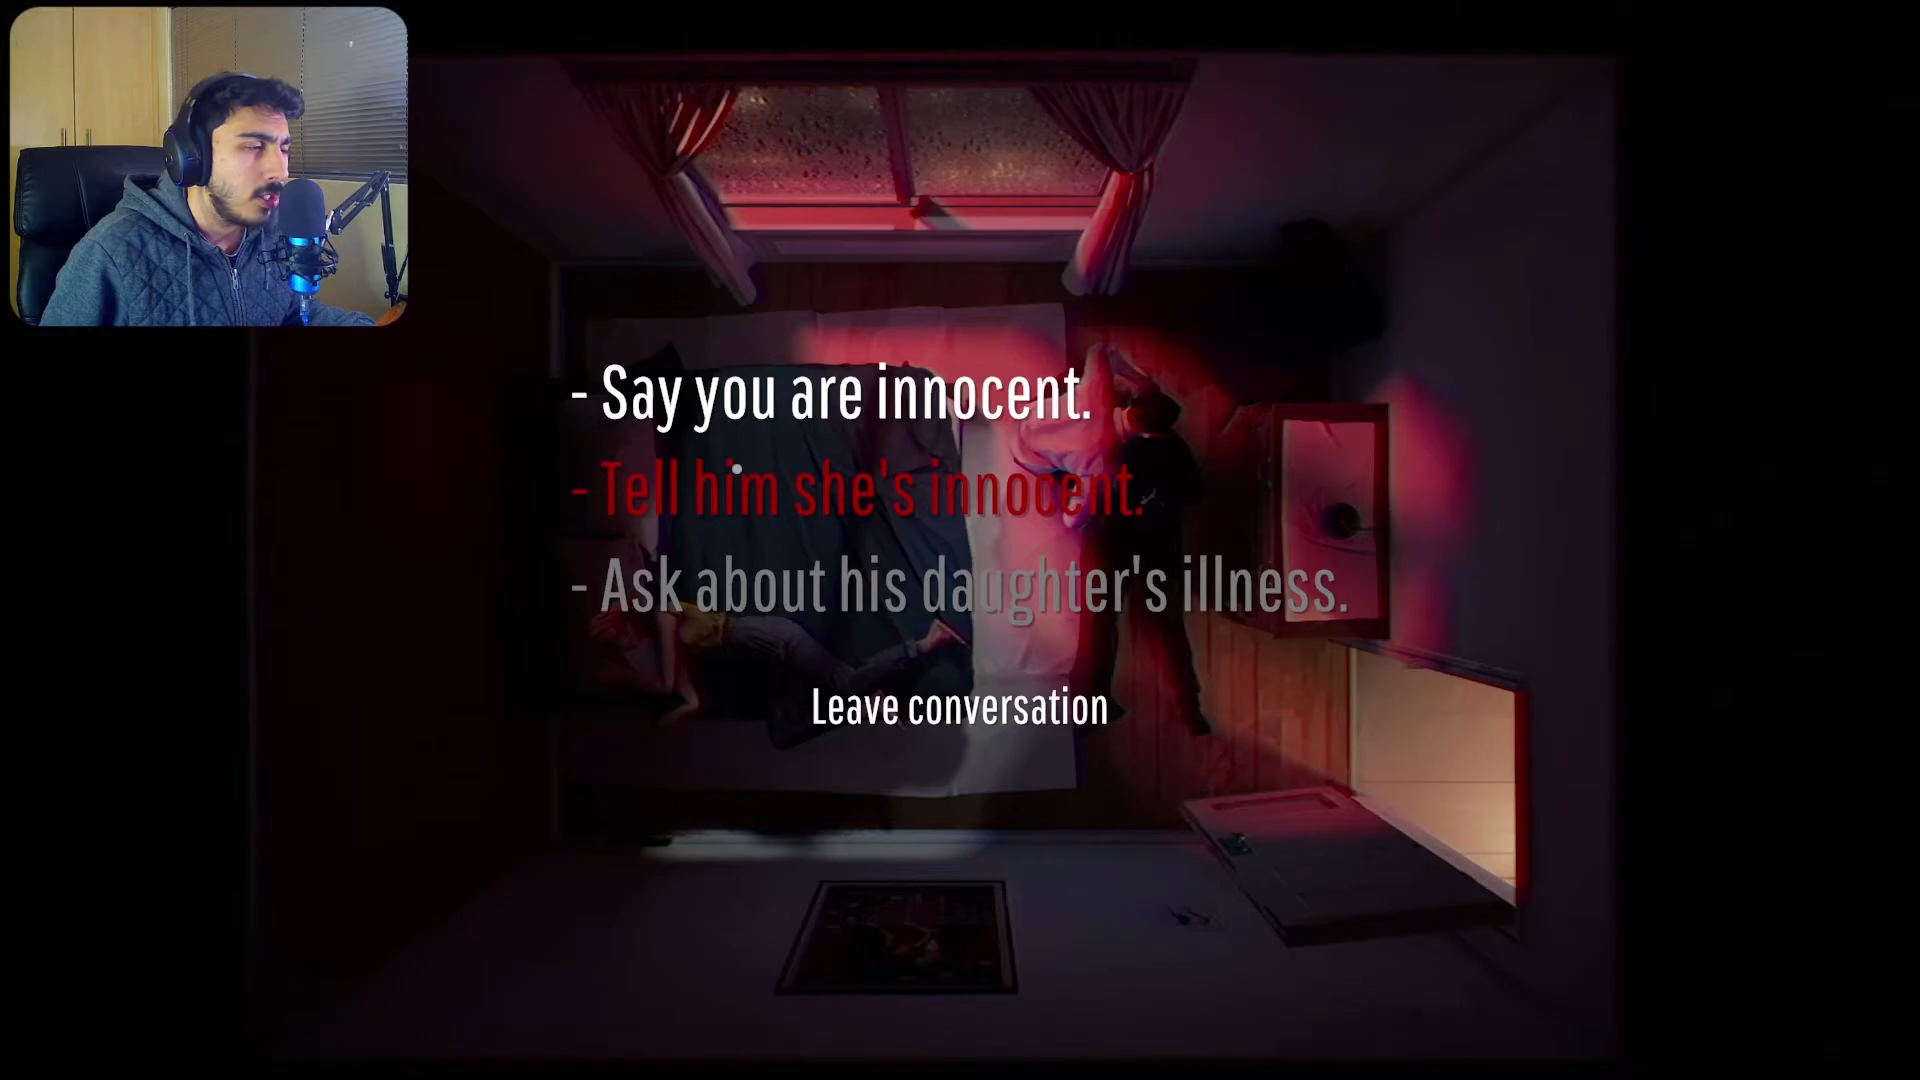 - Say you are innocent.
- Tell him she's innocent.
- Ask about his daughter's illness.
Leave conversation